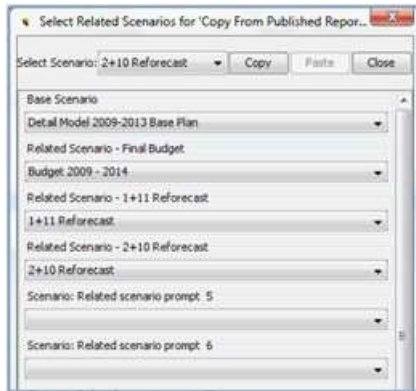 Select Related Scenarios for 'Copy From Published Repor...
Select Scenario: 2+10 Reforecast Copy Paste Close
Base Scenario
Detail Model 2009-2013 Base Plan
Related Scenario - Final Budget
Budget 2009 - 2014
Related Scenario - 1+11 Reforecast
1+11 Reforecast
Related Scenario - 2+10 Reforecast
2+10 Reforecast
Scenario: Related scenario prompt 5
Scenario: Related scenario prompt 6